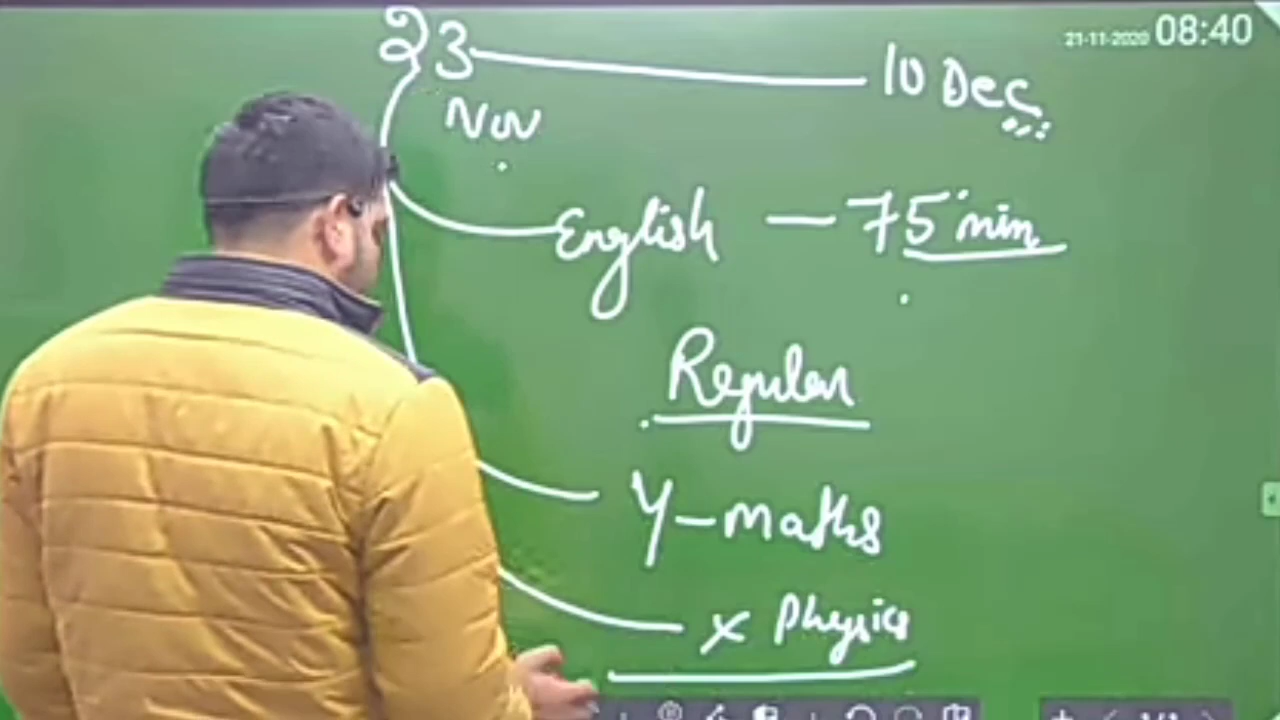 21-11-2020 08:40
23 — 10 Dec
Nov
English — 75 min
Regular
Y-maths
X Physics